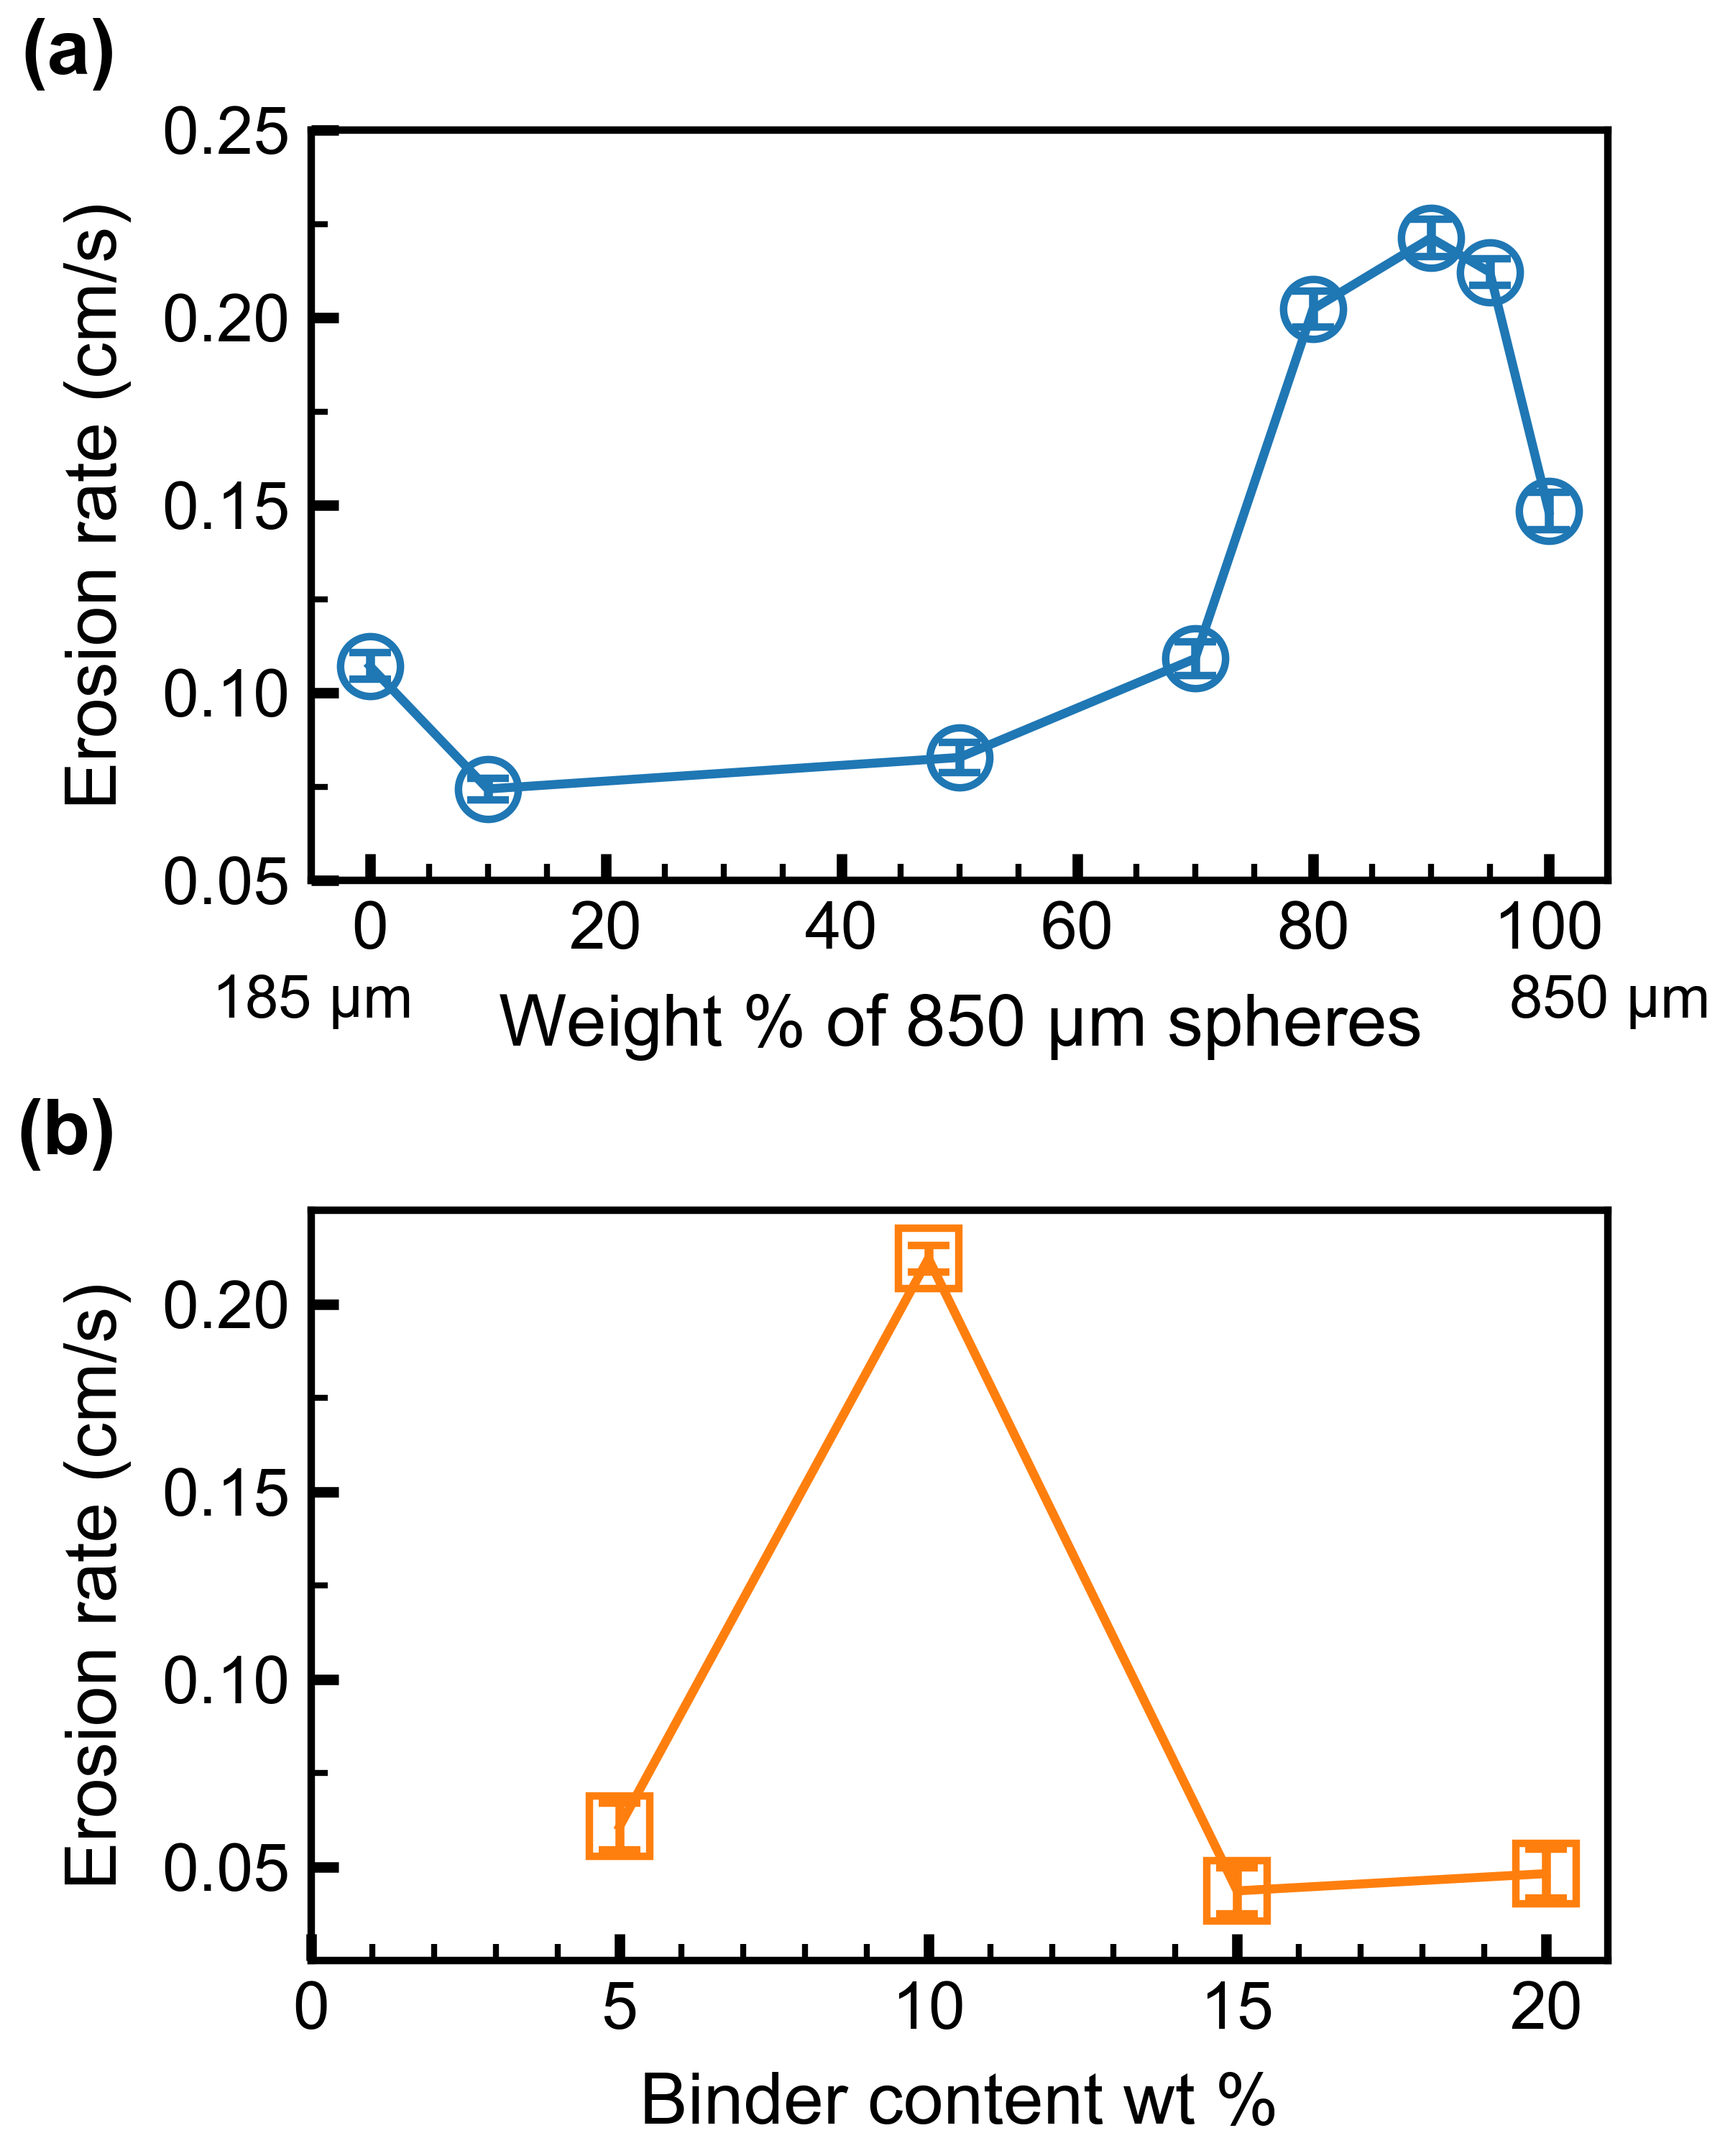 (a)
0.25
0.20
0.15
0.10
0.05
Erosion rate (cm/s)
0 20 40 60 80 100
185 µm 850 µm
Weight % of 850 µm spheres
(b)
0.20
0.15
0.10
0.05
Erosion rate (cm/s)
0 5 10 15 20
Binder content wt %